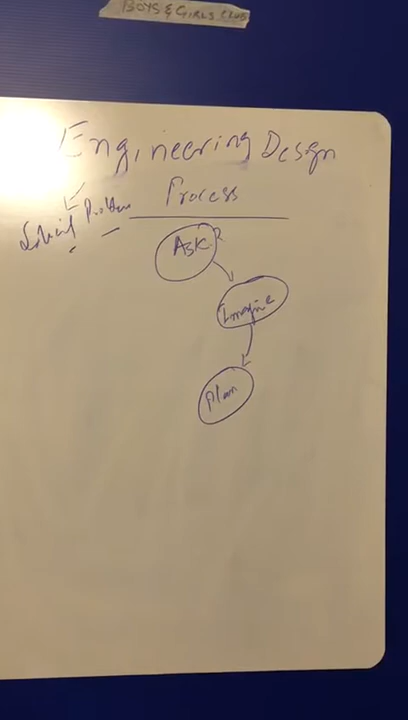 BOYS & GIRLS CLUB
Engineering Design
Process
Problem
ASK?
Imagine
Plan